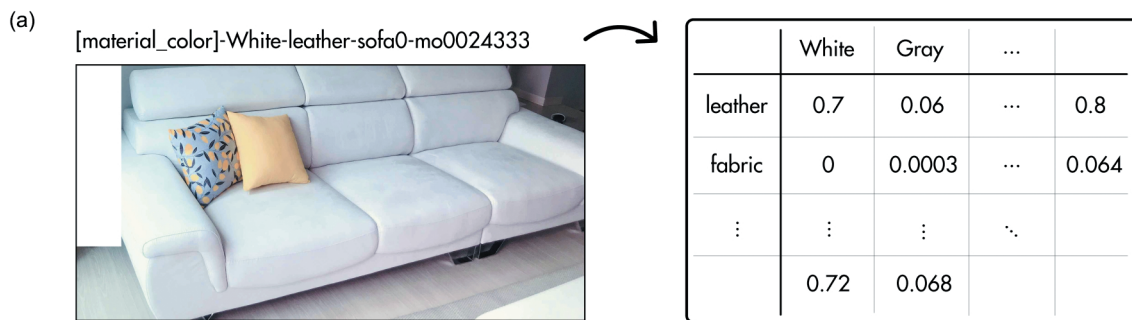 (a)
[material_color]-White-leather-sofa0-mo0024333
White Gray ...
leather 0.7 0.06 ... 0.8
fabric 0 0.0003 ... 0.064
⋮ ⋮ ⋮ ⋱
0.72 0.068